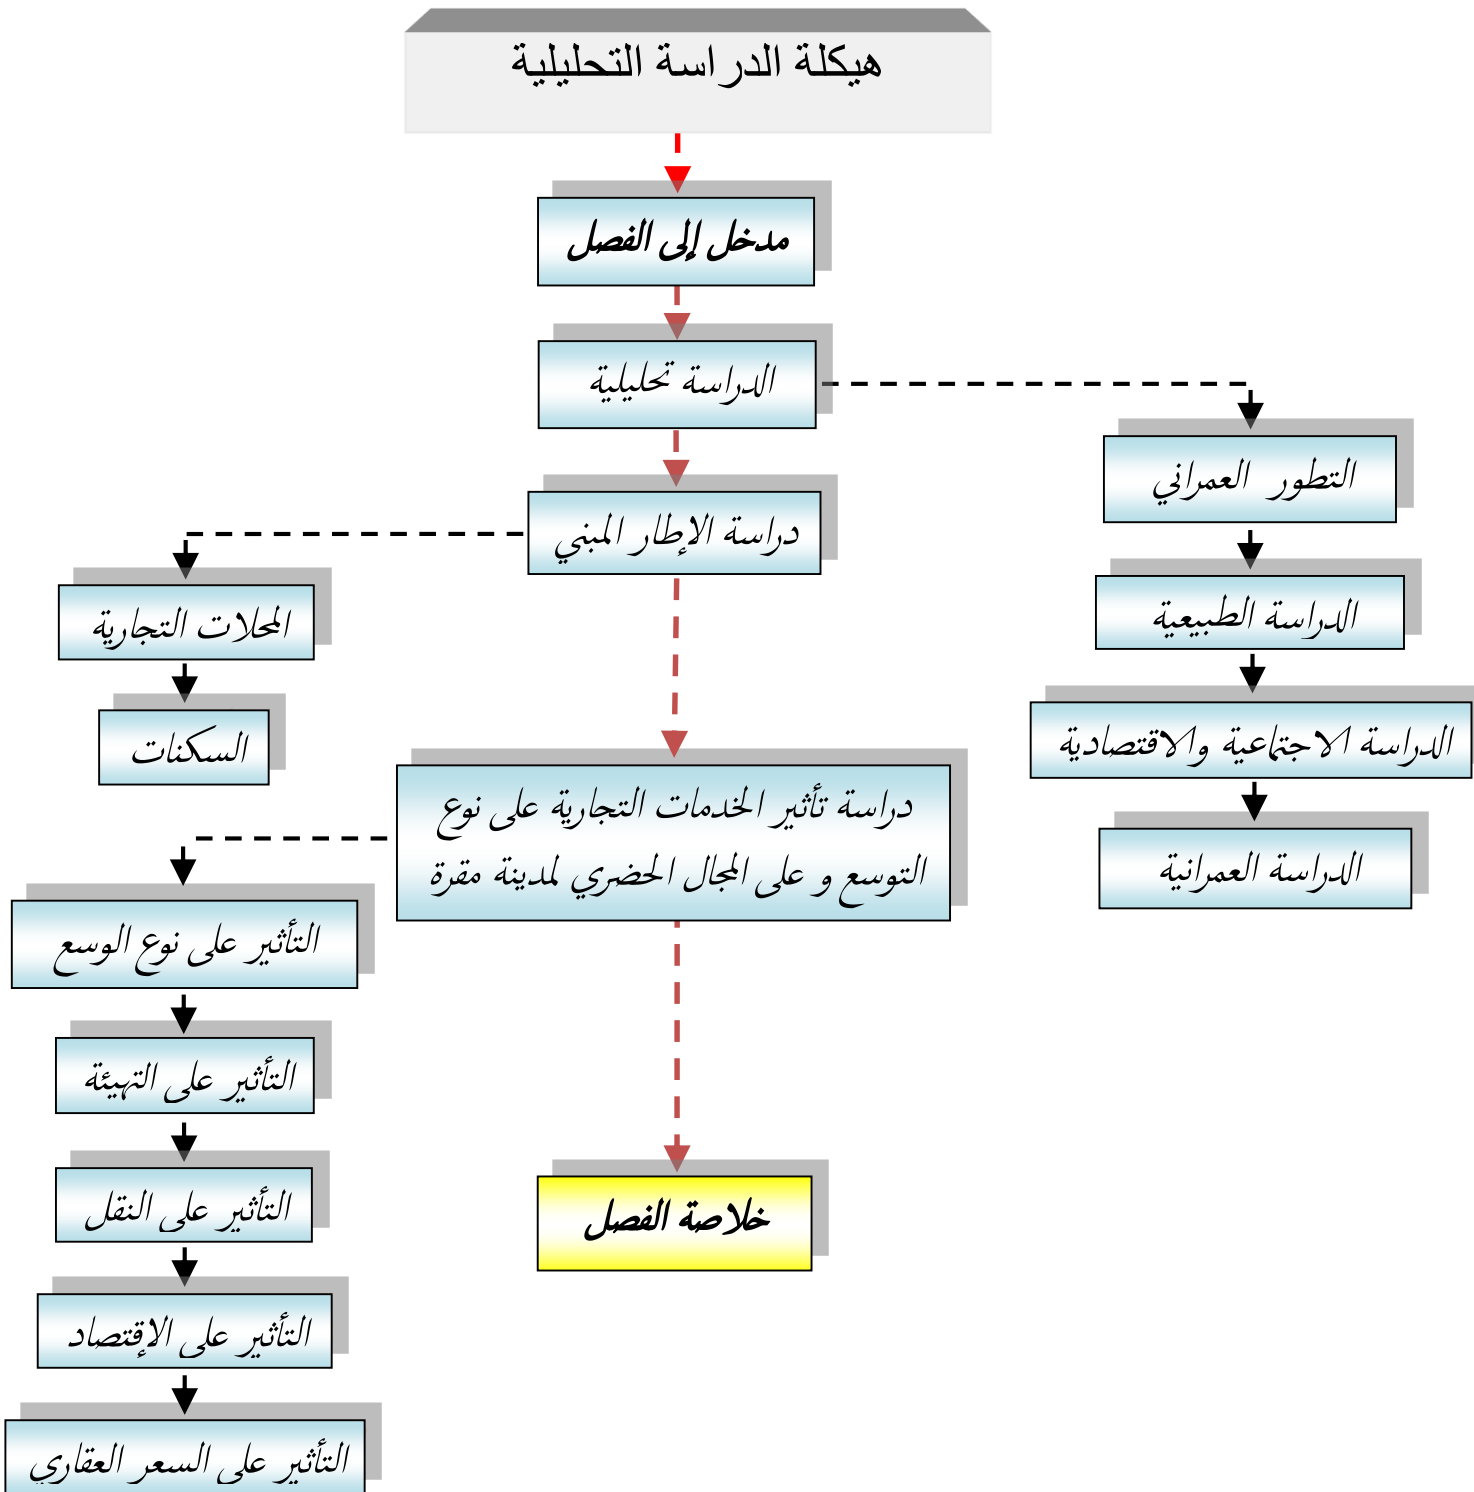 هيكلة الدراسة التحليلية
مدخل إلى الفصل
الدراسة تحليلية
التطور العمراني
الدراسة الطبيعية
الدراسة الاجتماعية والاقتصادية
الدراسة العمرانية
دراسة الإطار المبني
المحلات التجارية
السكنات
دراسة تأثير الخدمات التجارية على نوع
التوسع و على المجال الحضري لمدينة مقرة
التأثير على نوع الوسع
التأثير على التهيئة
التأثير على النقل
التأثير على الإقتصاد
التأثير على السعر العقاري
خلاصة الفصل